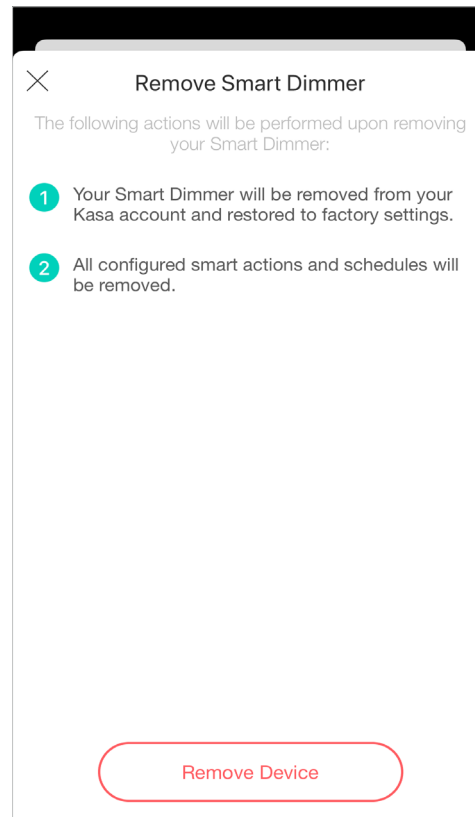 Remove Smart Dimmer
The following actions will be performed upon removing
your Smart Dimmer:
1 Your Smart Dimmer will be removed from your
Kasa account and restored to factory settings.
2 All configured smart actions and schedules will
be removed.
Remove Device